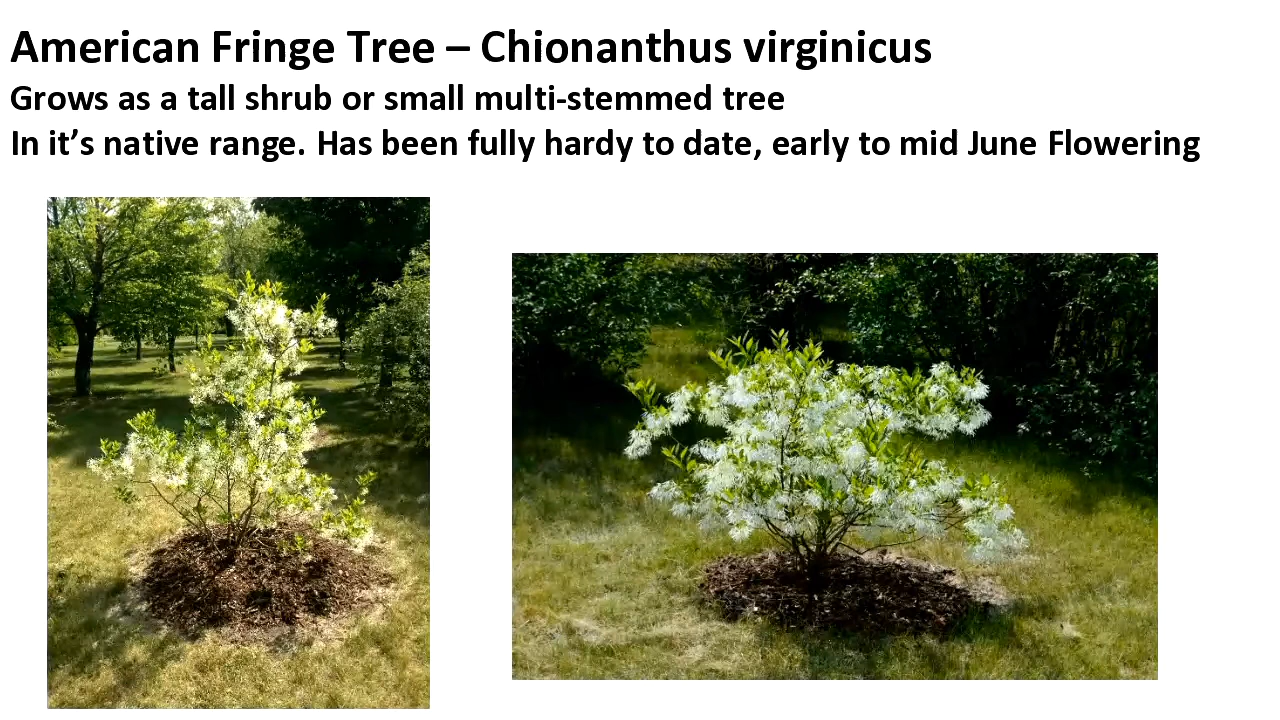 American Fringe Tree – Chionanthus virginicus
Grows as a tall shrub or small multi-stemmed tree
In it’s native range. Has been fully hardy to date, early to mid June Flowering